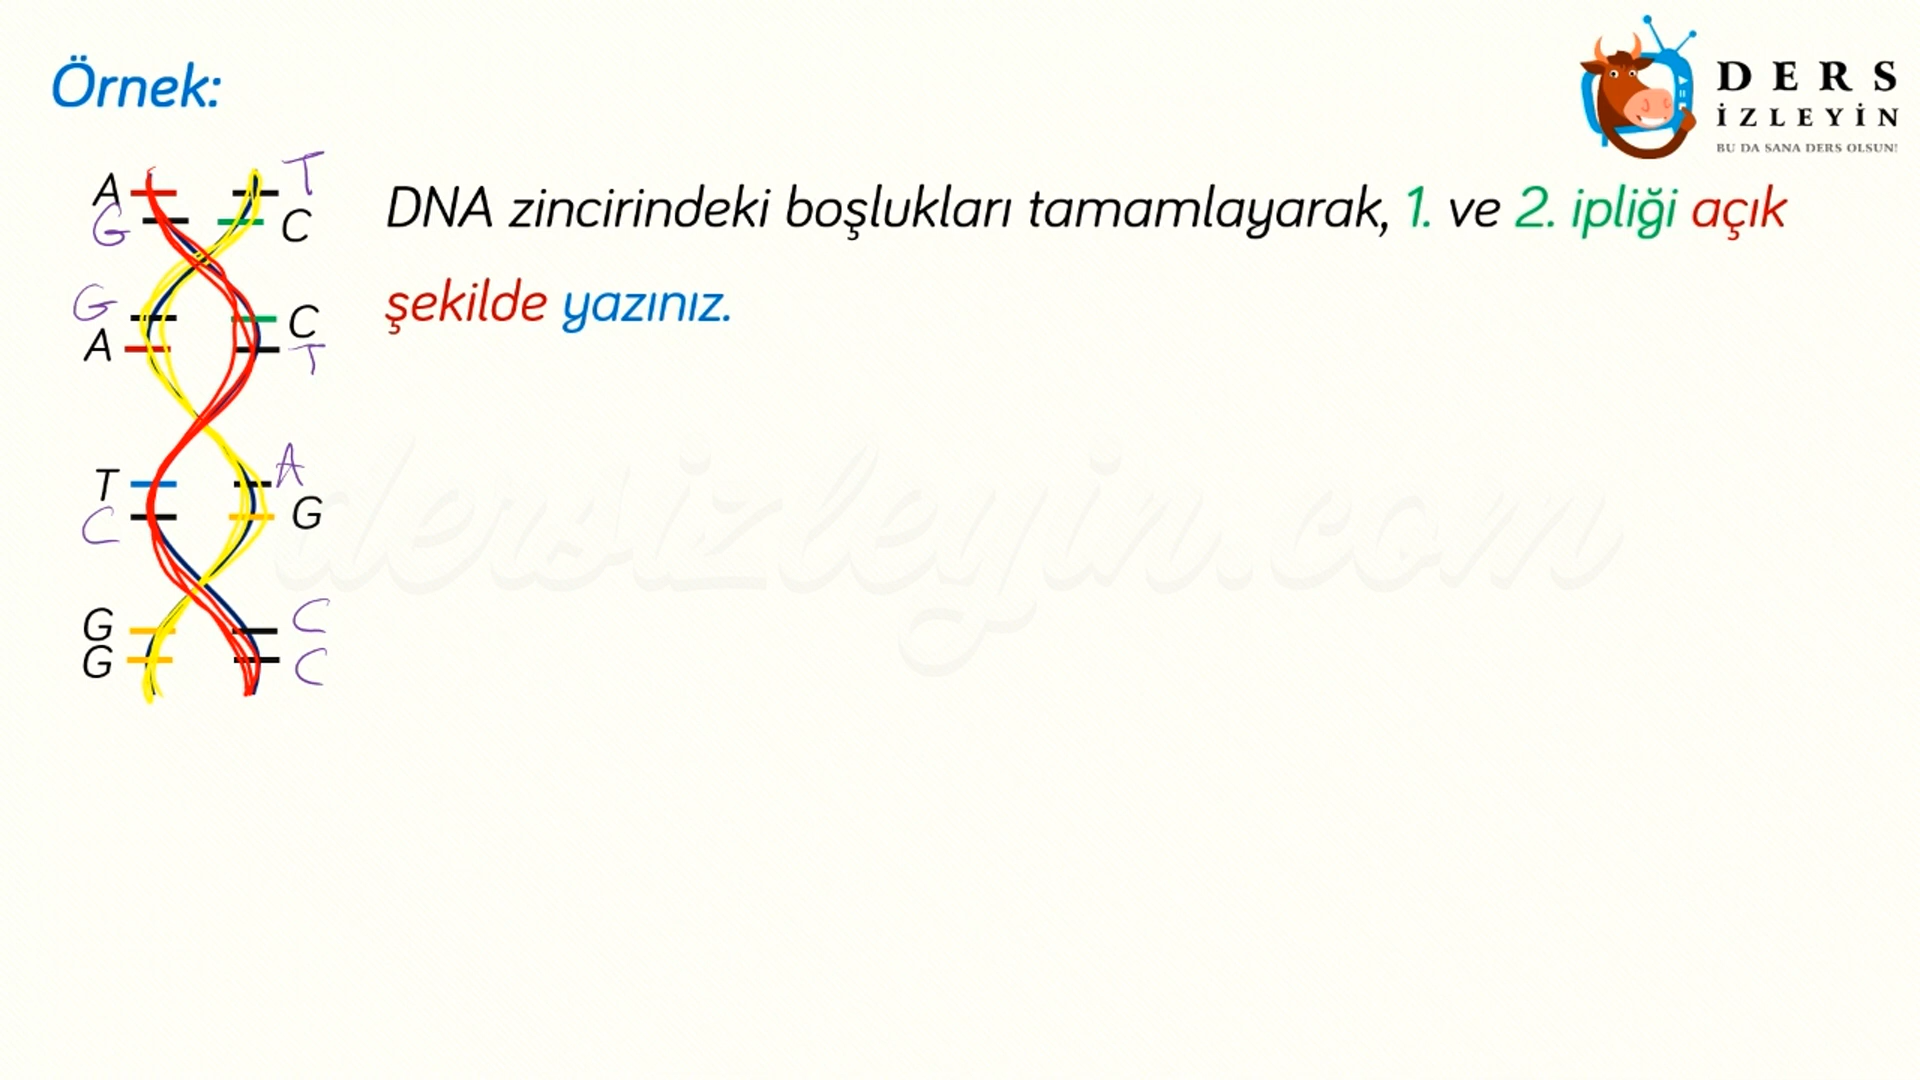 Örnek:
DERS
İZLEYİN
BU DA SANA DERS OLSUN!
A T
G C
G C
A T
T A
C G
G C
G C
DNA zincirindeki boşlukları tamamlayarak, 1. ve 2. ipliği açık
şekilde yazınız.
dersizleyin.com